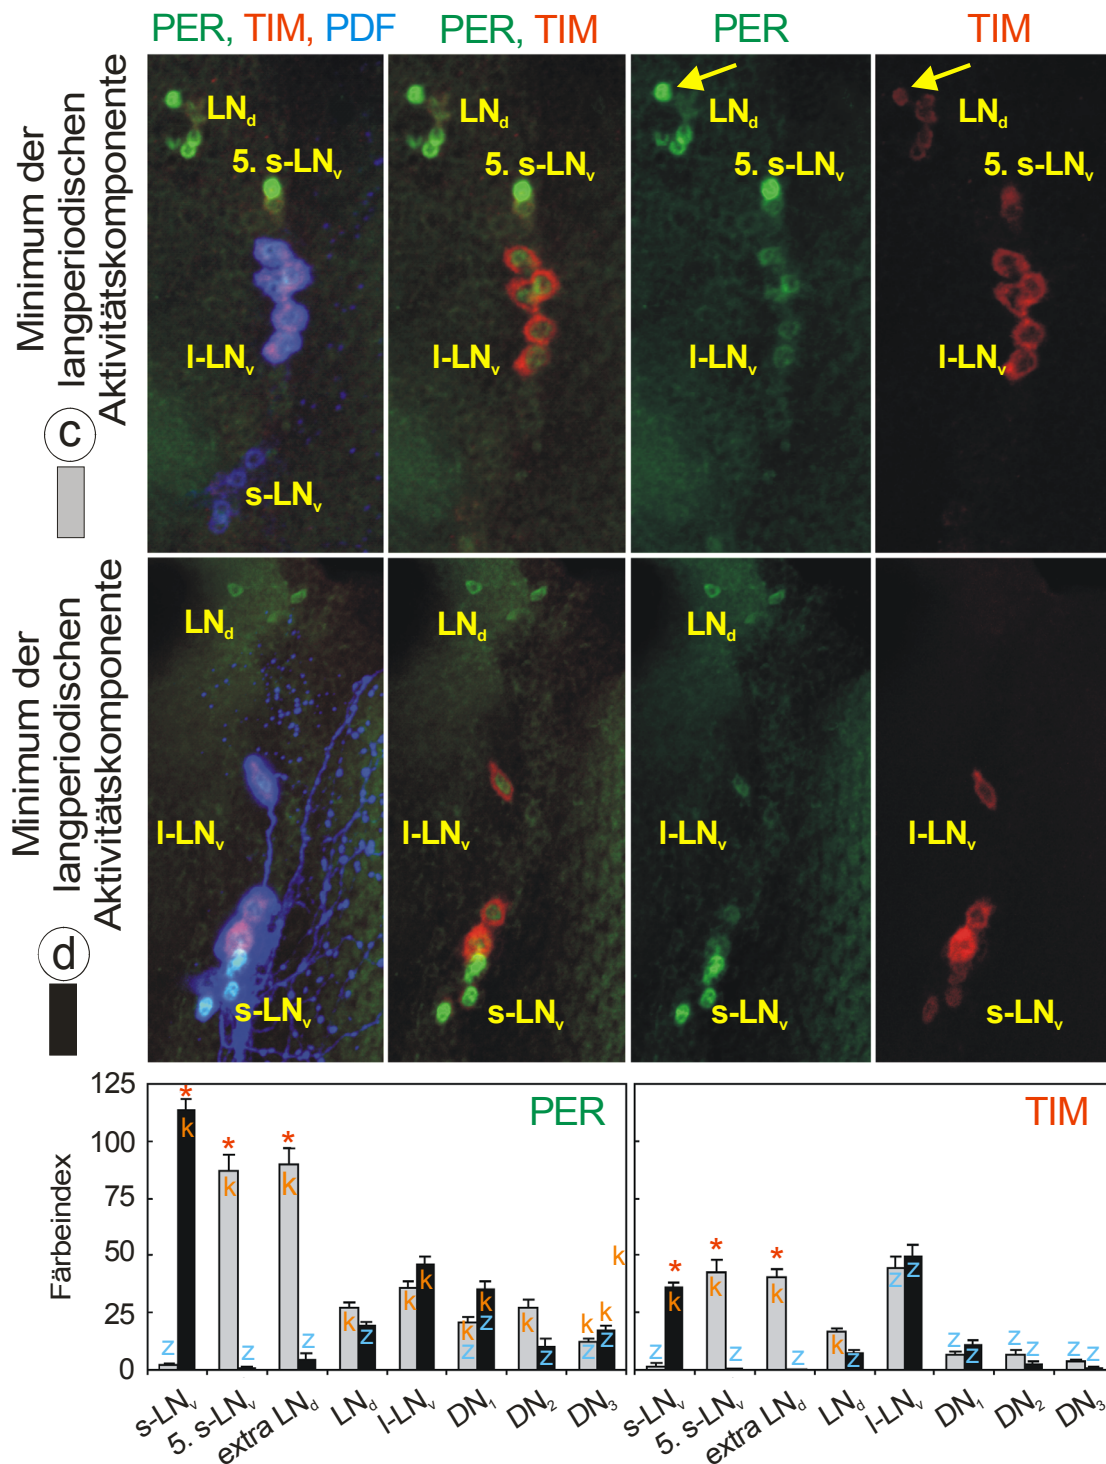 PER, TIM, PDF
PER, TIM
PER
TIM
Minimum der
langperiodischen
Aktivitätskomponente
c
LNd
5. s-LNv
l-LNv
s-LNv
LNd
5. s-LNv
l-LNv
LNd
5. s-LNv
l-LNv
LNd
5. s-LNv
l-LNv
Minimum der
langperiodischen
Aktivitätskomponente
d
LNd
l-LNv
s-LNv
LNd
l-LNv
s-LNv
LNd
l-LNv
s-LNv
l-LNv
s-LNv
Färbeindex
125
100
75
50
25
0
PER
z * k
* k z
* k z
k z
k k
k z k z
k z
k z k z k
s-LNv 5. s-LNv extra LNd LNd l-LNv DN1 DN2 DN3
TIM
z * k
* k z
* k z
k z
z z
z z
z z
z z
s-LNv 5. s-LNv extra LNd LNd l-LNv DN1 DN2 DN3